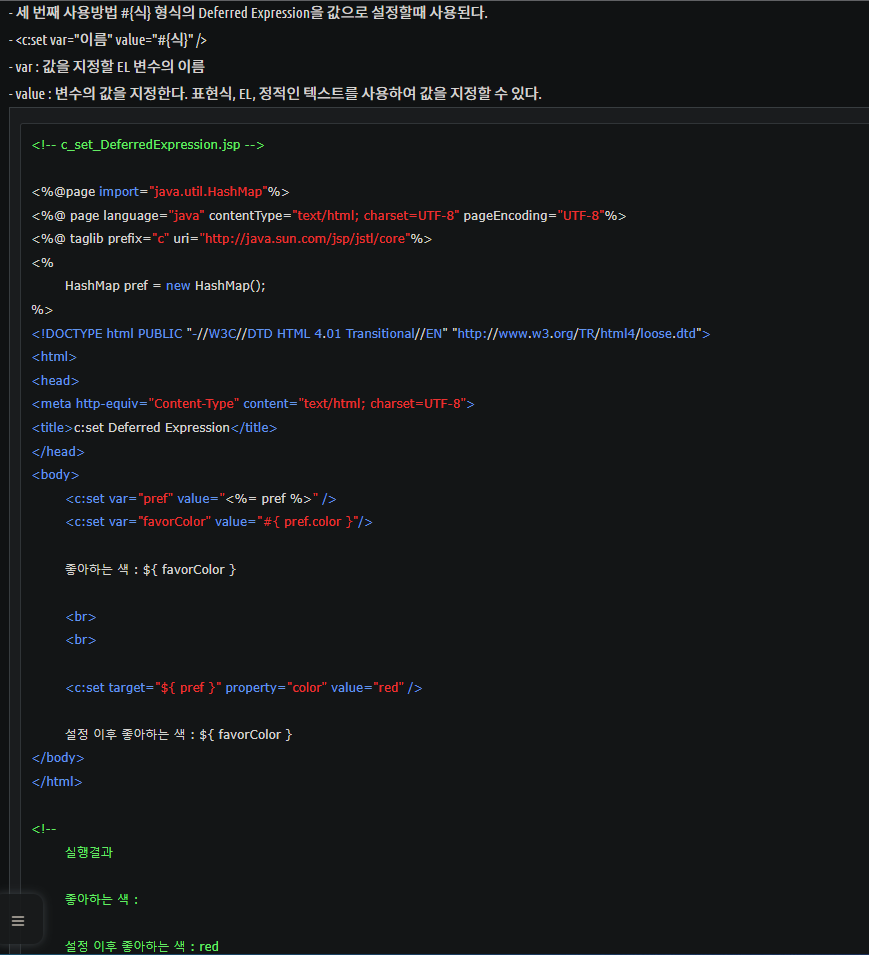 - 세 번째 사용방법 #{식} 형식의 Deferred Expression을 값으로 설정할때 사용된다.
- <c:set var="이름" value="#{식}" />
- var : 값을 지정할 EL 변수의 이름
- value : 변수의 값을 지정한다. 표현식, EL, 정적인 텍스트를 사용하여 값을 지정할 수 있다.
<!-- c_set_DeferredExpression.jsp -->
<%@page import="java.util.HashMap"%>
<%@ page language="java" contentType="text/html; charset=UTF-8" pageEncoding="UTF-8"%>
<%@ taglib prefix="c" uri="http://java.sun.com/jsp/jstl/core"%>
<%
HashMap pref = new HashMap();
%>
<!DOCTYPE html PUBLIC "-//W3C//DTD HTML 4.01 Transitional//EN" "http://www.w3.org/TR/html4/loose.dtd">
<html>
<head>
<meta http-equiv="Content-Type" content="text/html; charset=UTF-8">
<title>c:set Deferred Expression</title>
</head>
<body>
<c:set var="pref" value="<%= pref %>" />
<c:set var="favorColor" value="#{ pref.color }"/>
좋아하는 색 : ${ favorColor }
<br>
<br>
<c:set target="${ pref }" property="color" value="red" />
설정 이후 좋아하는 색 : ${ favorColor }
</body>
</html>
<!--
실행결과
좋아하는 색 :
설정 이후 좋아하는 색 : red